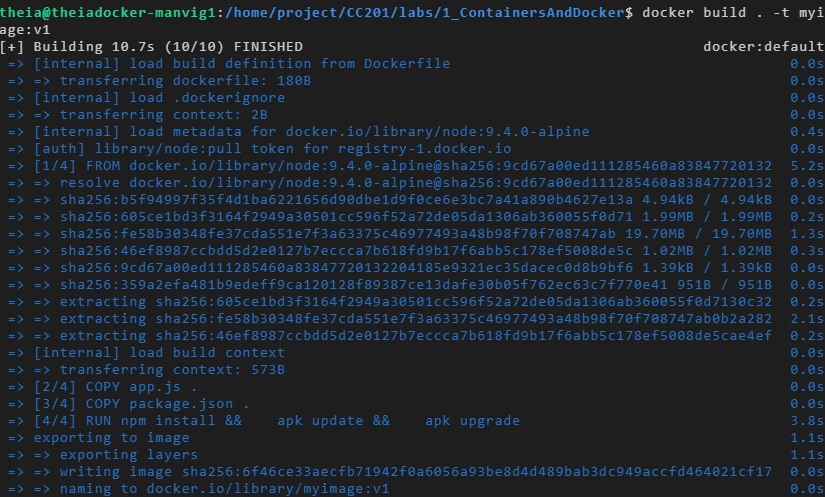 theia@theiadocker-manvig1:/home/project/CC201/labs/1_ContainersAndDocker$ docker build . -t myi
age:v1
[+] Building 10.7s (10/10) FINISHED docker:default
=> [internal] load build definition from Dockerfile 0.0s
=> => transferring dockerfile: 180B 0.0s
=> [internal] load .dockerignore 0.0s
=> => transferring context: 2B 0.0s
=> [internal] load metadata for docker.io/library/node:9.4.0-alpine 0.4s
=> [auth] library/node:pull token for registry-1.docker.io 0.0s
=> [1/4] FROM docker.io/library/node:9.4.0-alpine@sha256:9cd67a00ed111285460a83847720132 5.2s
=> => resolve docker.io/library/node:9.4.0-alpine@sha256:9cd67a00ed111285460a83847720132 0.0s
=> => sha256:b5f94997f35f4d1ba6221656d90dbe1d9f0ce6e3bc7a41a890b4627e13a 4.94kB / 4.94kB 0.0s
=> => sha256:605ce1bd3f3164f2949a30501cc596f52a72de05da1306ab360055f0d71 1.99MB / 1.99MB 0.2s
=> => sha256:fe58b30348fe37cda551e7f3a63375c46977493a48b98f70f708747ab 19.70MB / 19.70MB 1.3s
=> => sha256:46ef8987ccbdd5d2e0127b7eccca7b618fd9b17f6abb5c178ef5008de5c 1.02MB / 1.02MB 0.3s
=> => sha256:9cd67a00ed111285460a83847720132204185e9321ec35dacec0d8b9bf6 1.39kB / 1.39kB 0.0s
=> => sha256:359a2efa481b9edeff9ca120128f89387ce13dafe30b05f762ec63c7f770e41 951B / 951B 0.0s
=> => extracting sha256:605ce1bd3f3164f2949a30501cc596f52a72de05da1306ab360055f0d7130c32 0.2s
=> => extracting sha256:fe58b30348fe37cda551e7f3a63375c46977493a48b98f70f708747ab0b2a282 2.1s
=> => extracting sha256:46ef8987ccbdd5d2e0127b7eccca7b618fd9b17f6abb5c178ef5008de5cae4ef 0.2s
=> [internal] load build context 0.0s
=> => transferring context: 573B 0.0s
=> [2/4] COPY app.js . 0.0s
=> [3/4] COPY package.json . 0.0s
=> [4/4] RUN npm install &&    apk update &&    apk upgrade 3.8s
=> exporting to image 1.1s
=> => exporting layers 1.1s
=> => writing image sha256:6f46ce33aecfb71942f0a6056a93be8d4d489bab3dc949accfd464021cf17 0.0s
=> => naming to docker.io/library/myimage:v1 0.0s